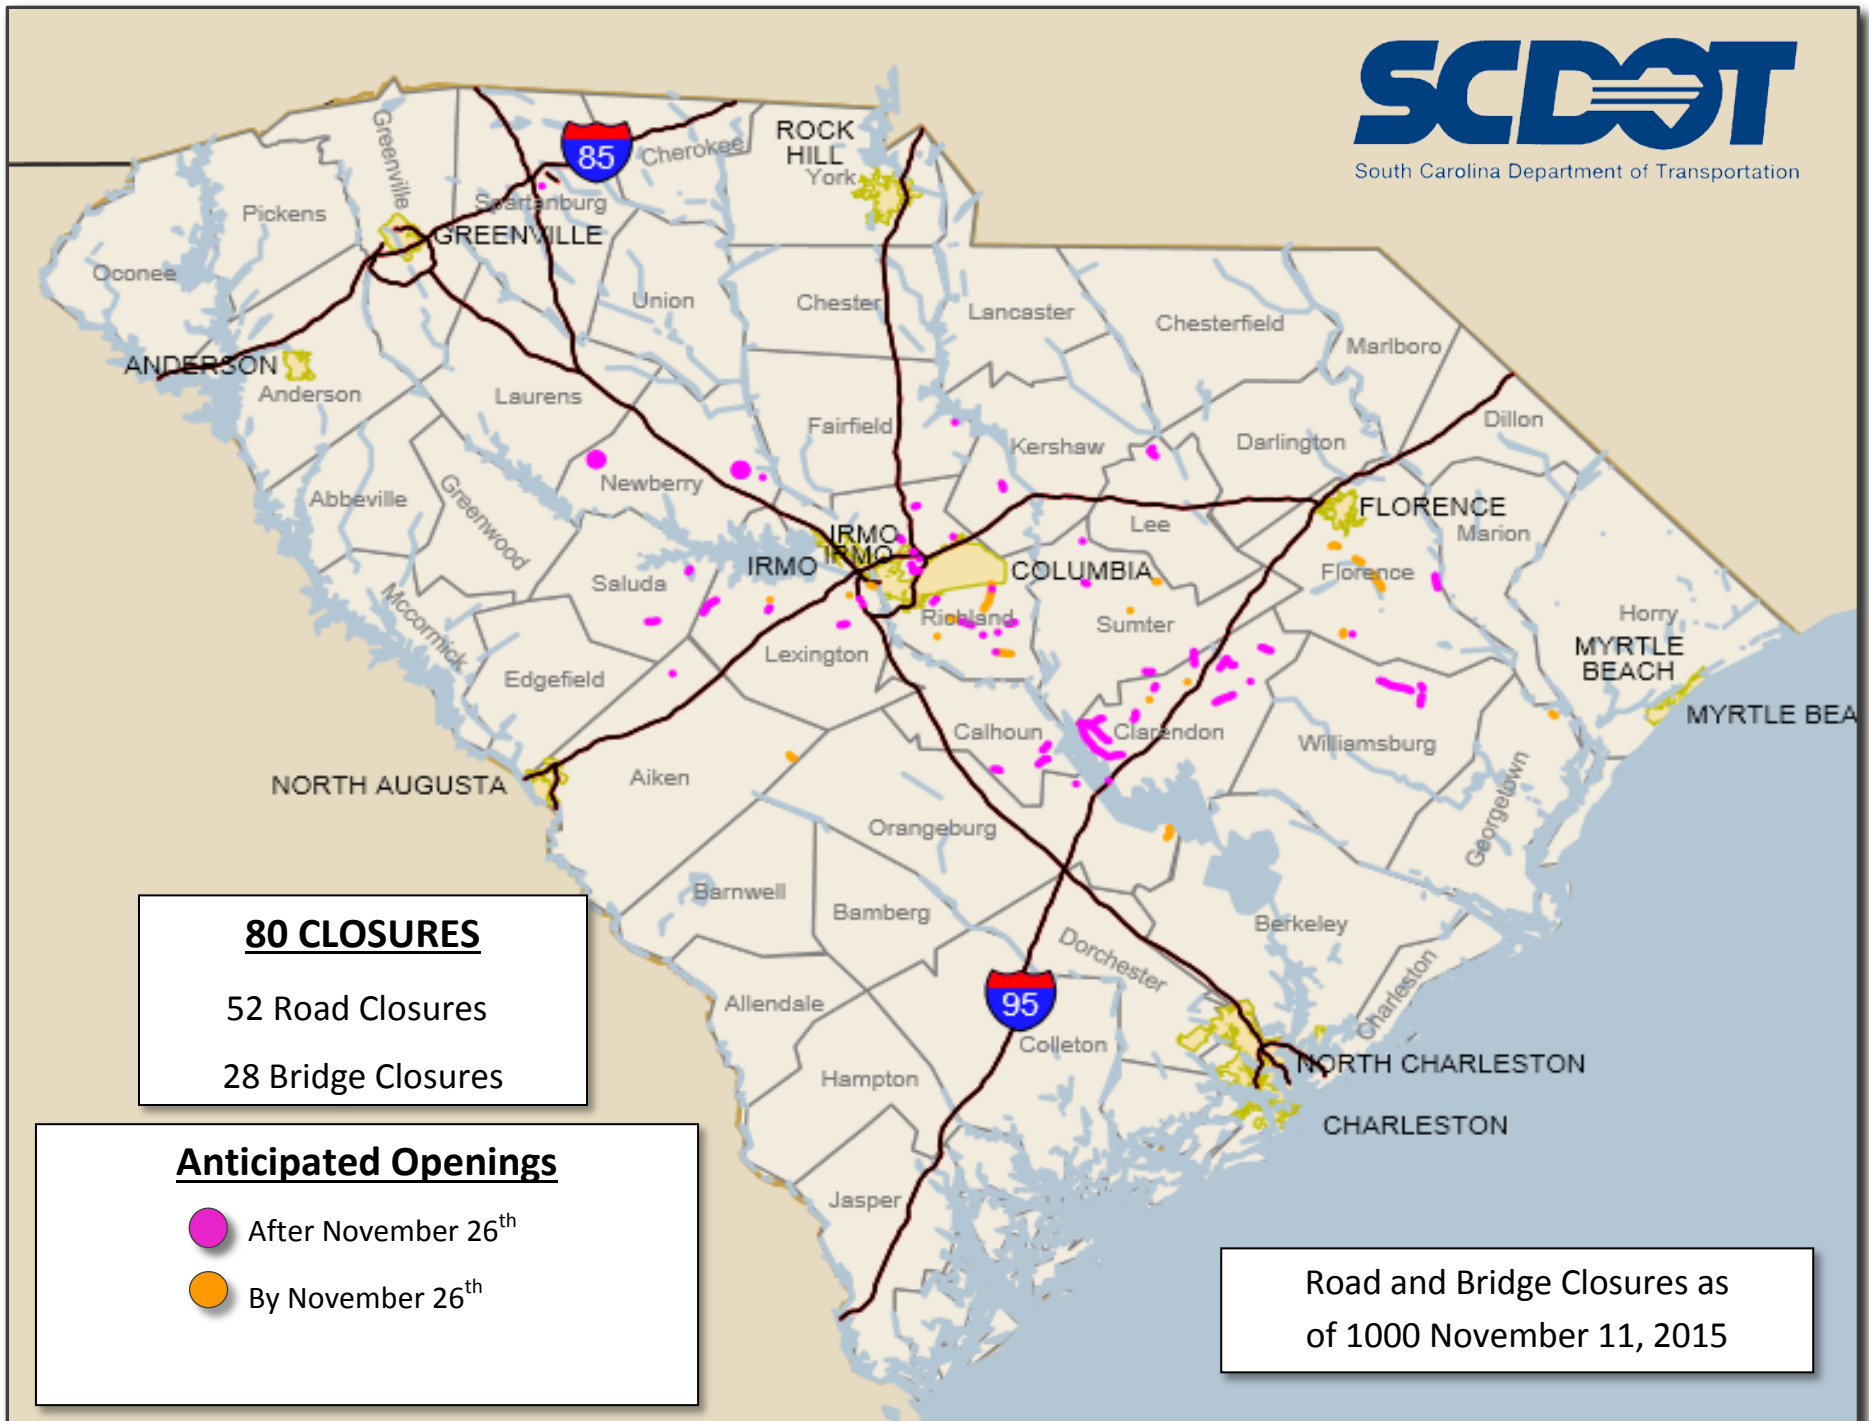 SCDOT
South Carolina Department of Transportation
ROCK
HILL
York
85
Cherokee
Greenville
Pickens
Spartanburg
GREENVILLE
Oconee
Union
Chester
Lancaster
Chesterfield
Marlboro
ANDERSON
Anderson
Laurens
Fairfield
Kershaw
Darlington
Dillon
Abbeville
Greenwood
Newberry
IRMO
IRMO
IRMO
Lee
FLORENCE
Marion
COLUMBIA
Florence
Saluda
Mccormick
Richland
Sumter
Horry
MYRTLE
BEACH
Edgefield
Lexington
MYRTLE BEA
Calhoun
Clarendon
Williamsburg
NORTH AUGUSTA
Aiken
Georgetown
Orangeburg
Barnwell
Bamberg
Berkeley
Dorchester
Charleston
Allendale
95
Colleton
Hampton
NORTH CHARLESTON
CHARLESTON
Jasper
80 CLOSURES
52 Road Closures
28 Bridge Closures
Anticipated Openings
After November 26th
By November 26th
Road and Bridge Closures as
of 1000 November 11, 2015